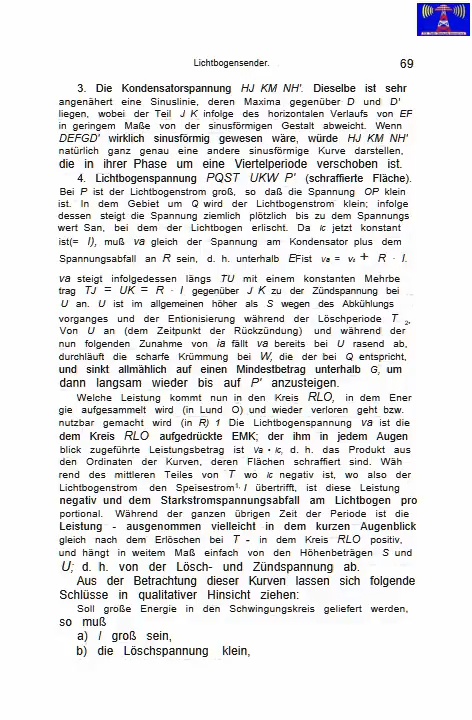 Lichtbogensender.
69
3. Die Kondensatorspannung HJ KM NH'. Dieselbe ist sehr
angenähert eine Sinuslinie, deren Maxima gegenüber D und D'
liegen, wobei der Teil J K infolge des horizontalen Verlaufs von EF
in geringem Maße von der sinusförmigen Gestalt abweicht. Wenn
DEFGD' wirklich sinusförmig gewesen wäre, würde HJ KM NH'
natürlich ganz genau eine andere sinusförmige Kurve darstellen,
die in ihrer Phase um eine Viertelperiode verschoben ist.
4. Lichtbogenspannung PQST UKW P' (schraffierte Fläche).
Bei P ist der Lichtbogenstrom groß, so daß die Spannung OP klein
ist. In dem Gebiet um Q wird der Lichtbogenstrom klein; infolge
dessen steigt die Spannung ziemlich plötzlich bis zu dem Spannungs
wert San, bei dem der Lichtbogen erlischt. Da ic jetzt konstant
ist(= I), muß va gleich der Spannung am Kondensator plus dem
Spannungsabfall an R sein, d. h. unterhalb EFist va = vs + R · I.
va steigt infolgedessen längs TU mit einem konstanten Mehrbe
trag TJ = UK = R · I gegenüber J K zu der Zündspannung bei
U an. U ist im allgemeinen höher als S wegen des Abkühlungs
vorganges und der Entionisierung während der Löschperiode T 2,
Von U an (dem Zeitpunkt der Rückzündung) und während der
nun folgenden Zunahme von ia fällt va bereits bei U rasend ab,
durchläuft die scharfe Krümmung bei W, die der bei Q entspricht,
und sinkt allmählich auf einen Mindestbetrag unterhalb G, um
dann langsam wieder bis auf P' anzusteigen.
Welche Leistung kommt nun in den Kreis RLO, in dem Ener
gie aufgesammelt wird (in Lund O) und wieder verloren geht bzw.
nutzbar gemacht wird (in R) 1 Die Lichtbogenspannung va ist die
dem Kreis RLO aufgedrückte EMK; der ihm in jedem Augen
blick zugeführte Leistungsbetrag ist va • ic, d. h. das Produkt aus
den Ordinaten der Kurven, deren Flächen schraffiert sind. Wäh
rend des mittleren Teiles von T wo ic negativ ist, wo also der
Lichtbogenstrom den Speisestrom I übertrifft, ist diese Leistung
negativ und dem Starkstromspannungsabfall am Lichtbogen pro
portional. Während der ganzen übrigen Zeit der Periode ist die
Leistung - ausgenommen vielleicht in dem kurzen Augenblick
gleich nach dem Erlöschen bei T - in dem Kreis RLO positiv,
und hängt in weitem Maß einfach von den Höhenbeträgen S und
U; d. h. von der Lösch- und Zündspannung ab.
Aus der Betrachtung dieser Kurven lassen sich folgende
Schlüsse in qualitativer Hinsicht ziehen:
Soll große Energie in den Schwingungskreis geliefert werden,
so muß
a) I groß sein,
b) die Löschspannung klein,